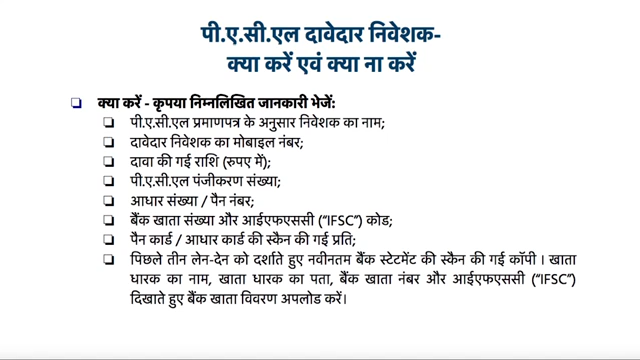 पी.ए.सी.एल दावेदार निवेशक-
क्या करें एवं क्या ना करें
क्या करें - कृपया निम्नलिखित जानकारी भेजें:
पी.ए.सी.एल प्रमाणपत्र के अनुसार निवेशक का नाम;
दावेदार निवेशक का मोबाइल नंबर;
दावा की गई राशि (रुपए में);
पी.ए.सी.एल पंजीकरण संख्या;
आधार संख्या / पैन नंबर;
बैंक खाता संख्या और आईएफएससी (“IFSC”) कोड;
पैन कार्ड / आधार कार्ड की स्कैन की गई प्रति;
पिछले तीन लेन-देन को दर्शाते हुए नवीनतम बैंक स्टेटमेंट की स्कैन की गई कॉपी । खाता
धारक का नाम, खाता धारक का पता, बैंक खाता नंबर और आईएफएससी (“IFSC”)
दिखाते हुए बैंक खाता विवरण अपलोड करें।